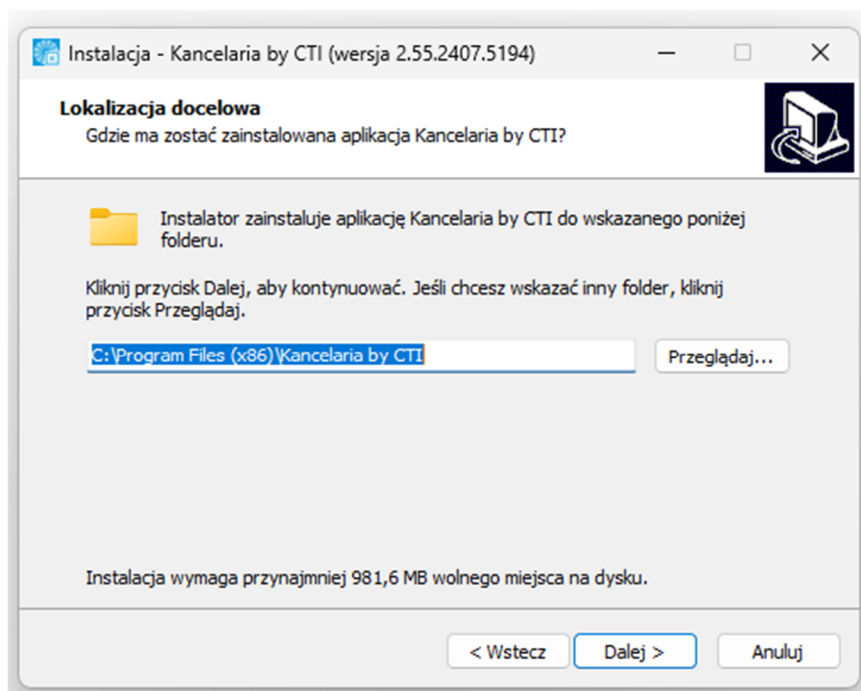 Instalacja - Kancelaria by CTI (wersja 2.55.2407.5194)
Lokalizacja docelowa
Gdzie ma zostać zainstalowana aplikacja Kancelaria by CTI?
Instalator zainstaluje aplikację Kancelaria by CTI do wskazanego poniżej
folderu.
Kliknij przycisk Dalej, aby kontynuować. Jeśli chcesz wskazać inny folder, kliknij
przycisk Przeglądaj.
C:\Program Files (x86)\Kancelaria by CTI
Przeglądaj...
Instalacja wymaga przynajmniej 981,6 MB wolnego miejsca na dysku.
< Wstecz
Dalej >
Anuluj